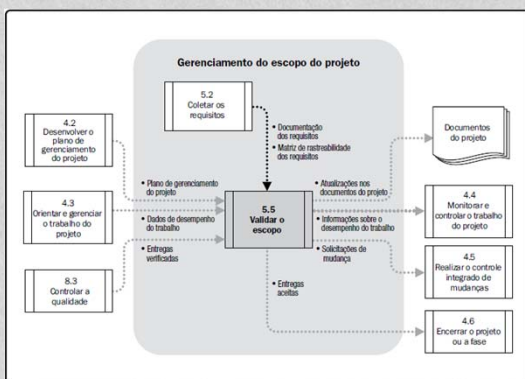 Gerenciamento do escopo do projeto
5.2
Coletar os
requisitos
• Documentação
dos requisitos
• Matriz de rastreabilidade
dos requisitos
4.2
Desenvolver o
plano de
gerenciamento
do projeto
4.3
Orientar e gerenciar
o trabalho do
projeto
8.3
Controlar a
qualidade
• Plano de gerenciamento
do projeto
• Dados de desempenho
do trabalho
• Entregas
verificadas
5.5
Validar o
escopo
• Atualizações nos
documentos do projeto
• Informações sobre o
desempenho do trabalho
• Solicitações de
mudança
• Entregas
aceitas
Documentos
do projeto
4.4
Monitorar e
controlar o trabalho
do projeto
4.5
Realizar o controle
integrado de
mudanças
4.6
Encerrar o projeto
ou a fase